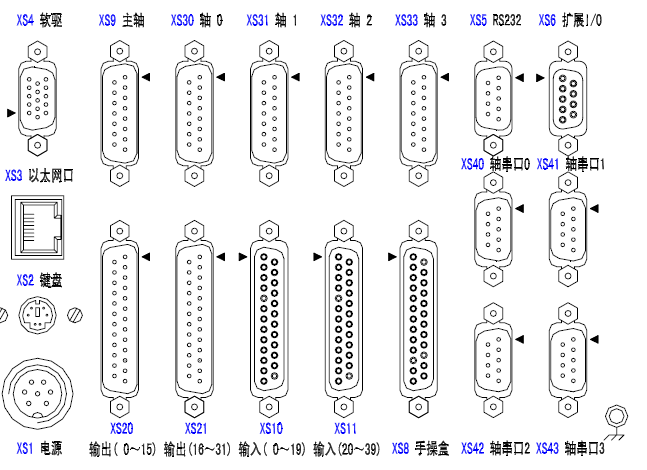 XS4 软驱
XS9 主轴
XS30 轴 0
XS31 轴 1
XS32 轴 2
XS33 轴 3
XS5 RS232
XS6 扩展I/O
XS3 以太网口
XS40 轴串口0
XS41 轴串口1
XS2 键盘
XS20
XS21
XS10
XS11
XS1 电源
输出( 0～15)
输出(16～31)
输入( 0～19)
输入(20～39)
XS8 手操盒
XS42 轴串口2
XS43 轴串口3